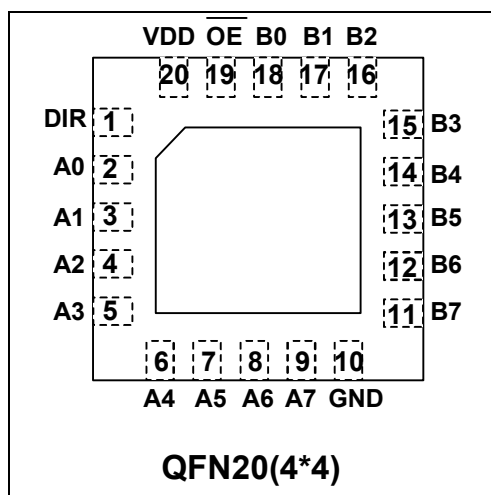 VDD OE B0 B1 B2
20 19 18 17 16
DIR 1 15 B3
A0 2 14 B4
A1 3 13 B5
A2 4 12 B6
A3 5 11 B7
6 7 8 9 10
A4 A5 A6 A7 GND
QFN20(4*4)